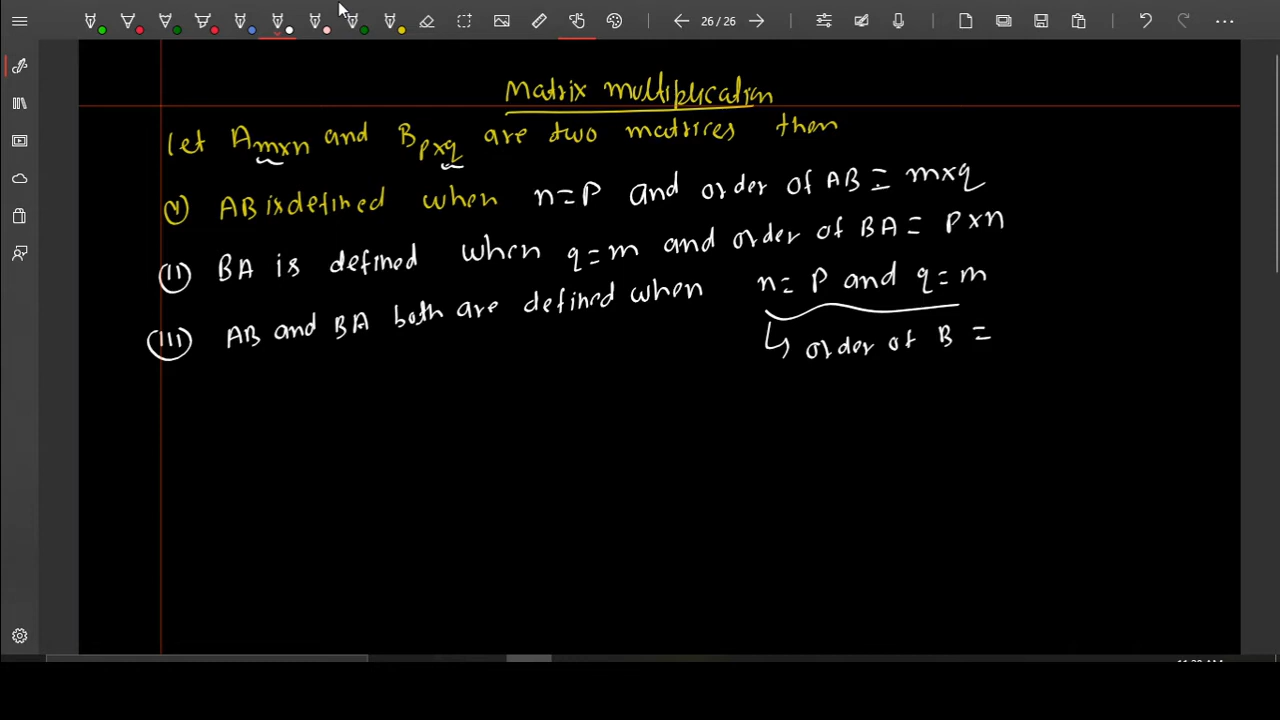 26 / 26
Matrix multiplication
Let Amxn and Bpxq are two matrices then
(i) AB is defined when n=P and order of AB = mxq
(ii) BA is defined when q=m and order of BA = Pxn
(iii) AB and BA both are defined when n=P and q=m
↳ order of B =